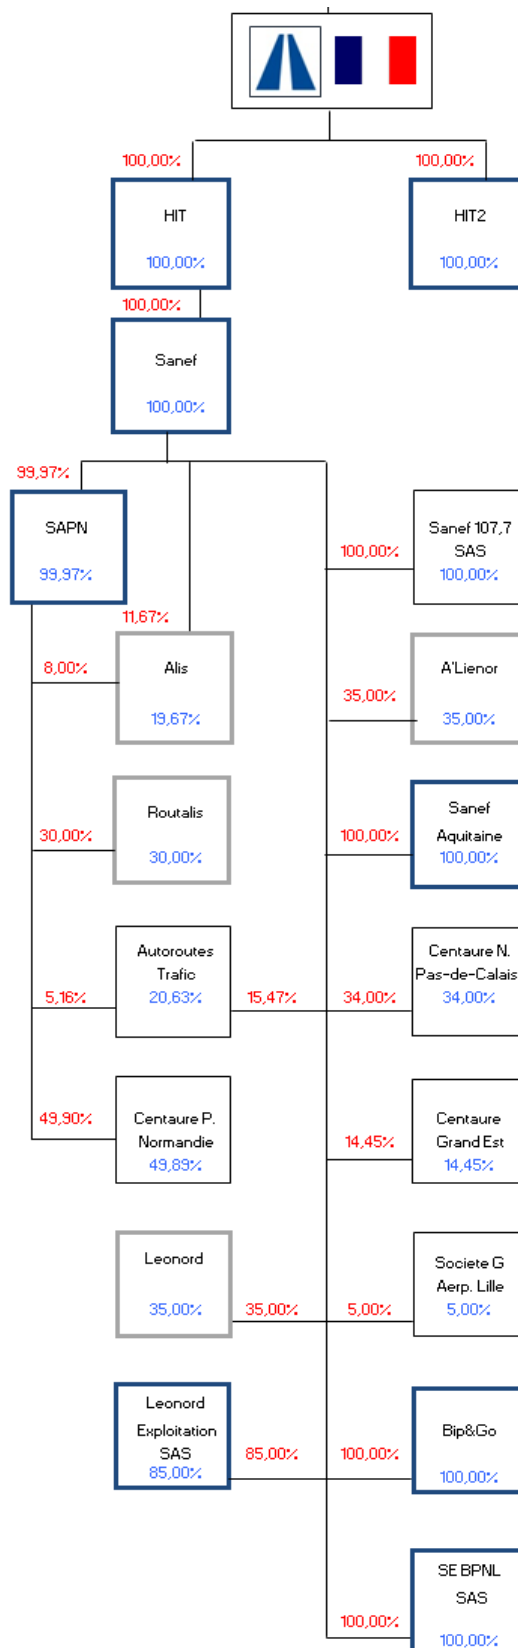 100,00%
100,00%
HIT
100,00%
HIT2
100,00%
100,00%
Sanef
100,00%
99,97%
SAPN
99,97%
100,00%
Sanef 107,7
SAS
100,00%
11,67%
8,00%
Alis
19,67%
35,00%
A'Lienor
35,00%
30,00%
Routalis
30,00%
100,00%
Sanef
Aquitaine
100,00%
5,16%
Autoroutes
Trafic
20,63%
15,47%
34,00%
Centaure N.
Pas-de-Calais
34,00%
49,90%
Centaure P.
Normandie
49,89%
14,45%
Centaure
Grand Est
14,45%
Leonord
35,00%
35,00%
5,00%
Societe G
Aerp. Lille
5,00%
Leonord
Exploitation
SAS
85,00%
85,00%
100,00%
Bip&Go
100,00%
100,00%
SE BPNL
SAS
100,00%